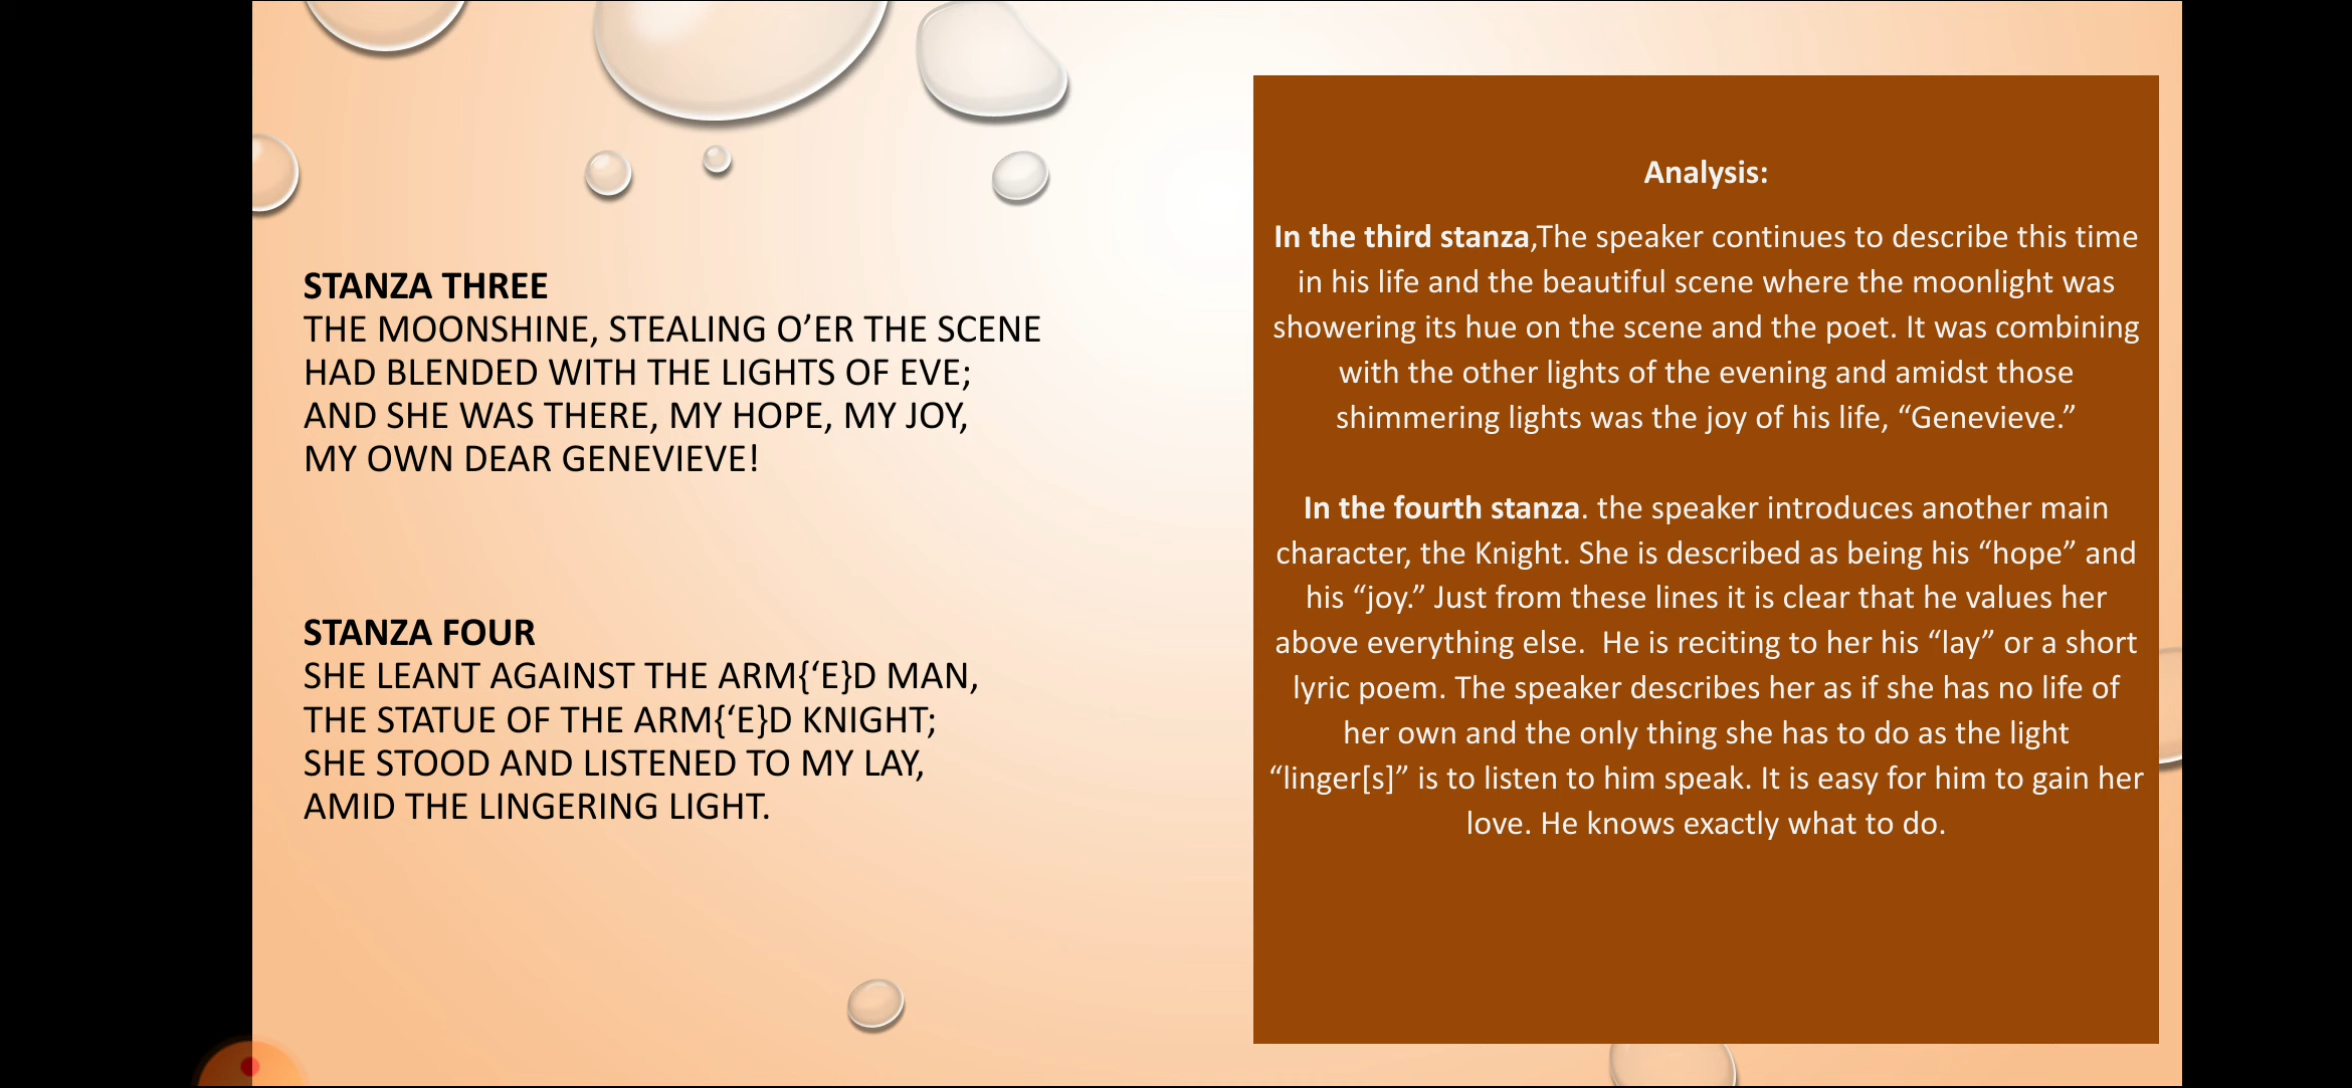 STANZA THREE
THE MOONSHINE, STEALING O’ER THE SCENE
HAD BLENDED WITH THE LIGHTS OF EVE;
AND SHE WAS THERE, MY HOPE, MY JOY,
MY OWN DEAR GENEVIEVE!
STANZA FOUR
SHE LEANT AGAINST THE ARM{‘E}D MAN,
THE STATUE OF THE ARM{‘E}D KNIGHT;
SHE STOOD AND LISTENED TO MY LAY,
AMID THE LINGERING LIGHT.
Analysis:
In the third stanza,The speaker continues to describe this time
in his life and the beautiful scene where the moonlight was
showering its hue on the scene and the poet. It was combining
with the other lights of the evening and amidst those
shimmering lights was the joy of his life, “Genevieve.”
In the fourth stanza. the speaker introduces another main
character, the Knight. She is described as being his “hope” and
his “joy.” Just from these lines it is clear that he values her
above everything else.  He is reciting to her his “lay” or a short
lyric poem. The speaker describes her as if she has no life of
her own and the only thing she has to do as the light
“linger[s]” is to listen to him speak. It is easy for him to gain her
love. He knows exactly what to do.